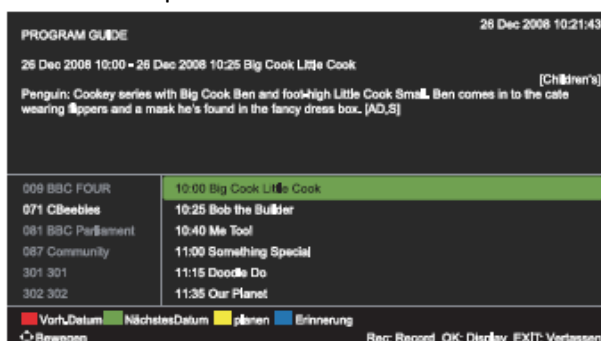 PROGRAM GUIDE
26 Dec 2008 10:21:43
26 Dec 2008 10:00 - 26 Dec 2008 10:25 Big Cook Little Cook
[Children's]
Penguin: Cookey series with Big Cook Ben and foot-high Little Cook Small. Ben comes in to the cafe
wearing flippers and a mask he's found in the fancy dress box. [AD,S]
009 BBC FOUR
10:00 Big Cook Little Cook
071 CBeebies
10:25 Bob the Builder
081 BBC Parliament
10:40 Me Too!
087 Community
11:00 Something Special
301 301
11:15 Doodle Do
302 302
11:35 Our Planet
Vorh.Datum NächstesDatum planen Erinnerung
Bewegen Rec: Record OK: Display EXIT: Verlassen